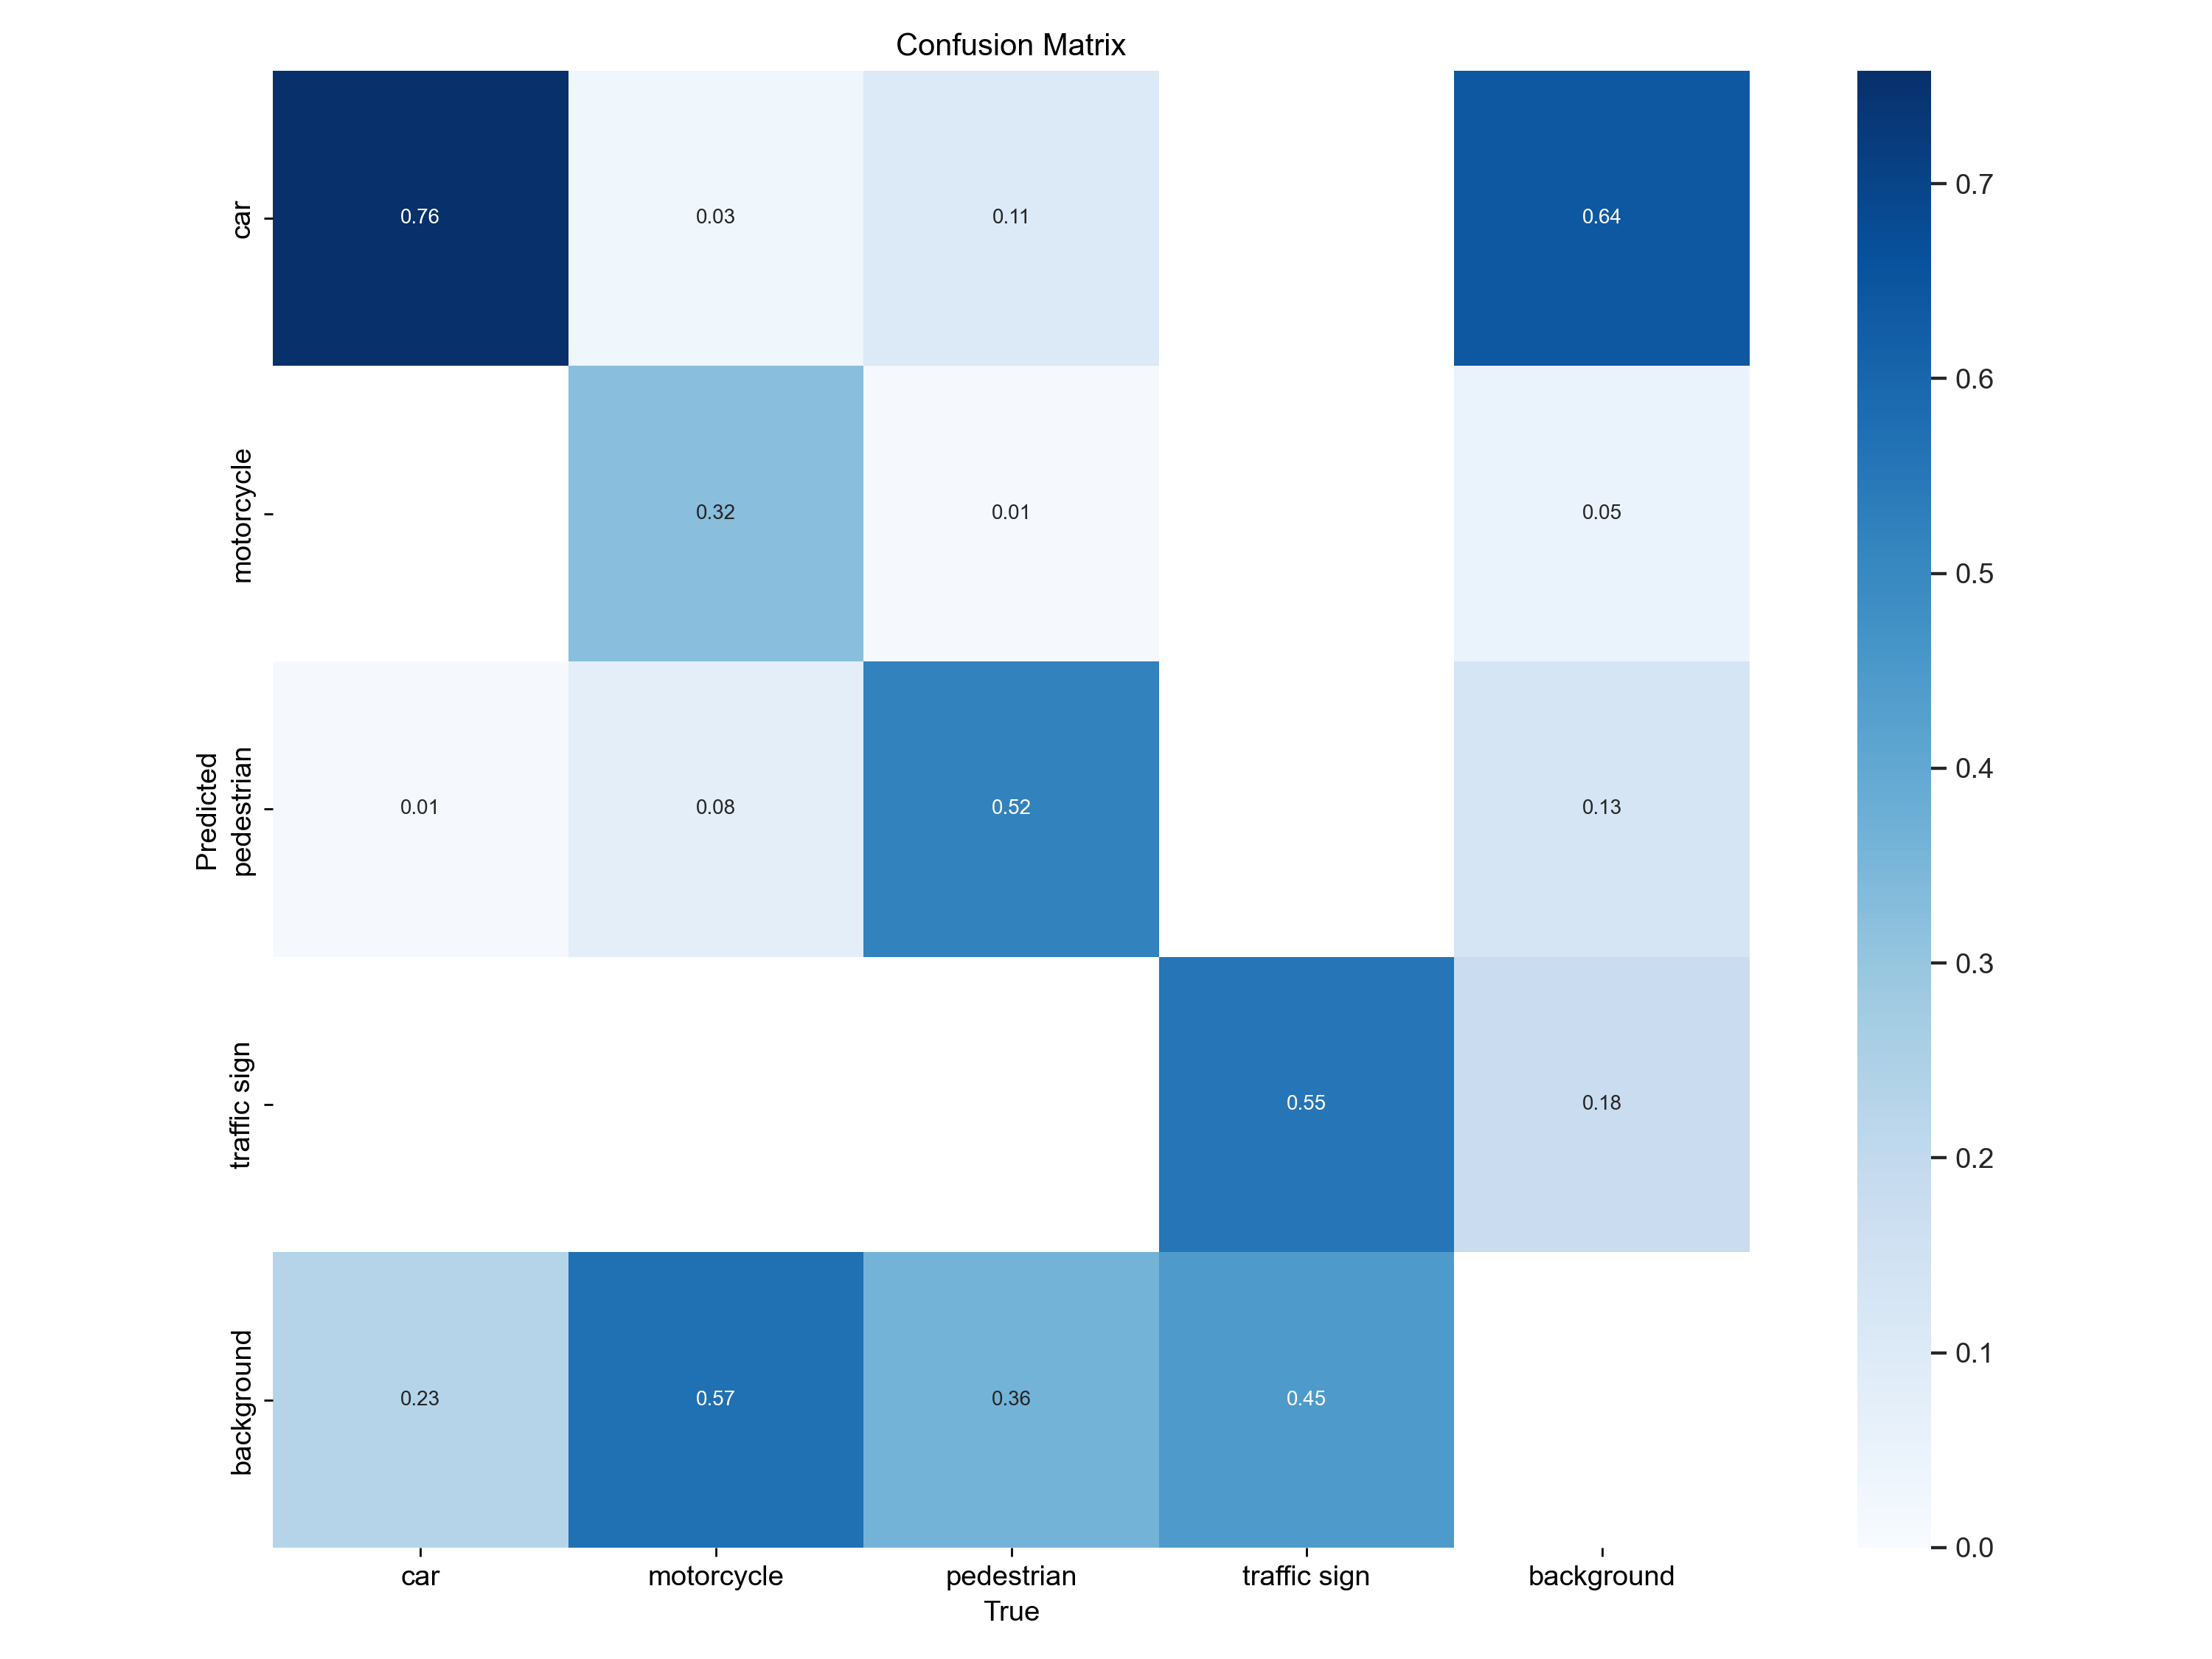 Confusion Matrix
car
0.76
0.03
0.11
0.64
motorcycle
0.32
0.01
0.05
Predicted
pedestrian
0.01
0.08
0.52
0.13
traffic sign
0.55
0.18
background
0.23
0.57
0.36
0.45
car
motorcycle
pedestrian
traffic sign
background
True
0.7
0.6
0.5
0.4
0.3
0.2
0.1
0.0